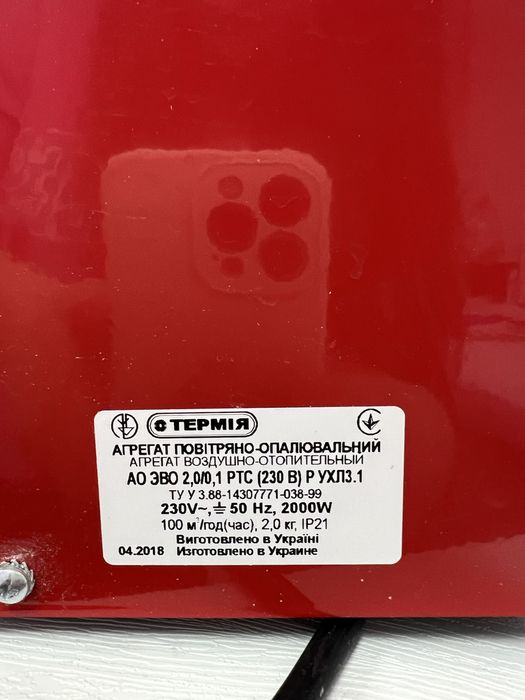 ТЕРМІЯ
АГРЕГАТ ПОВІТРЯНО-ОПАЛЮВАЛЬНИЙ
АГРЕГАТ ВОЗДУШНО-ОТОПИТЕЛЬНЫЙ
АО ЭВО 2,0/0,1 РТС (230 В) Р УХЛ3.1
ТУ У 3.88-14307771-038-99
230V~, ⏚ 50 Hz, 2000W
100 м³/год(час), 2,0 кг, IP21
Виготовлено в Україні
04.2018 Изготовлено в Украине